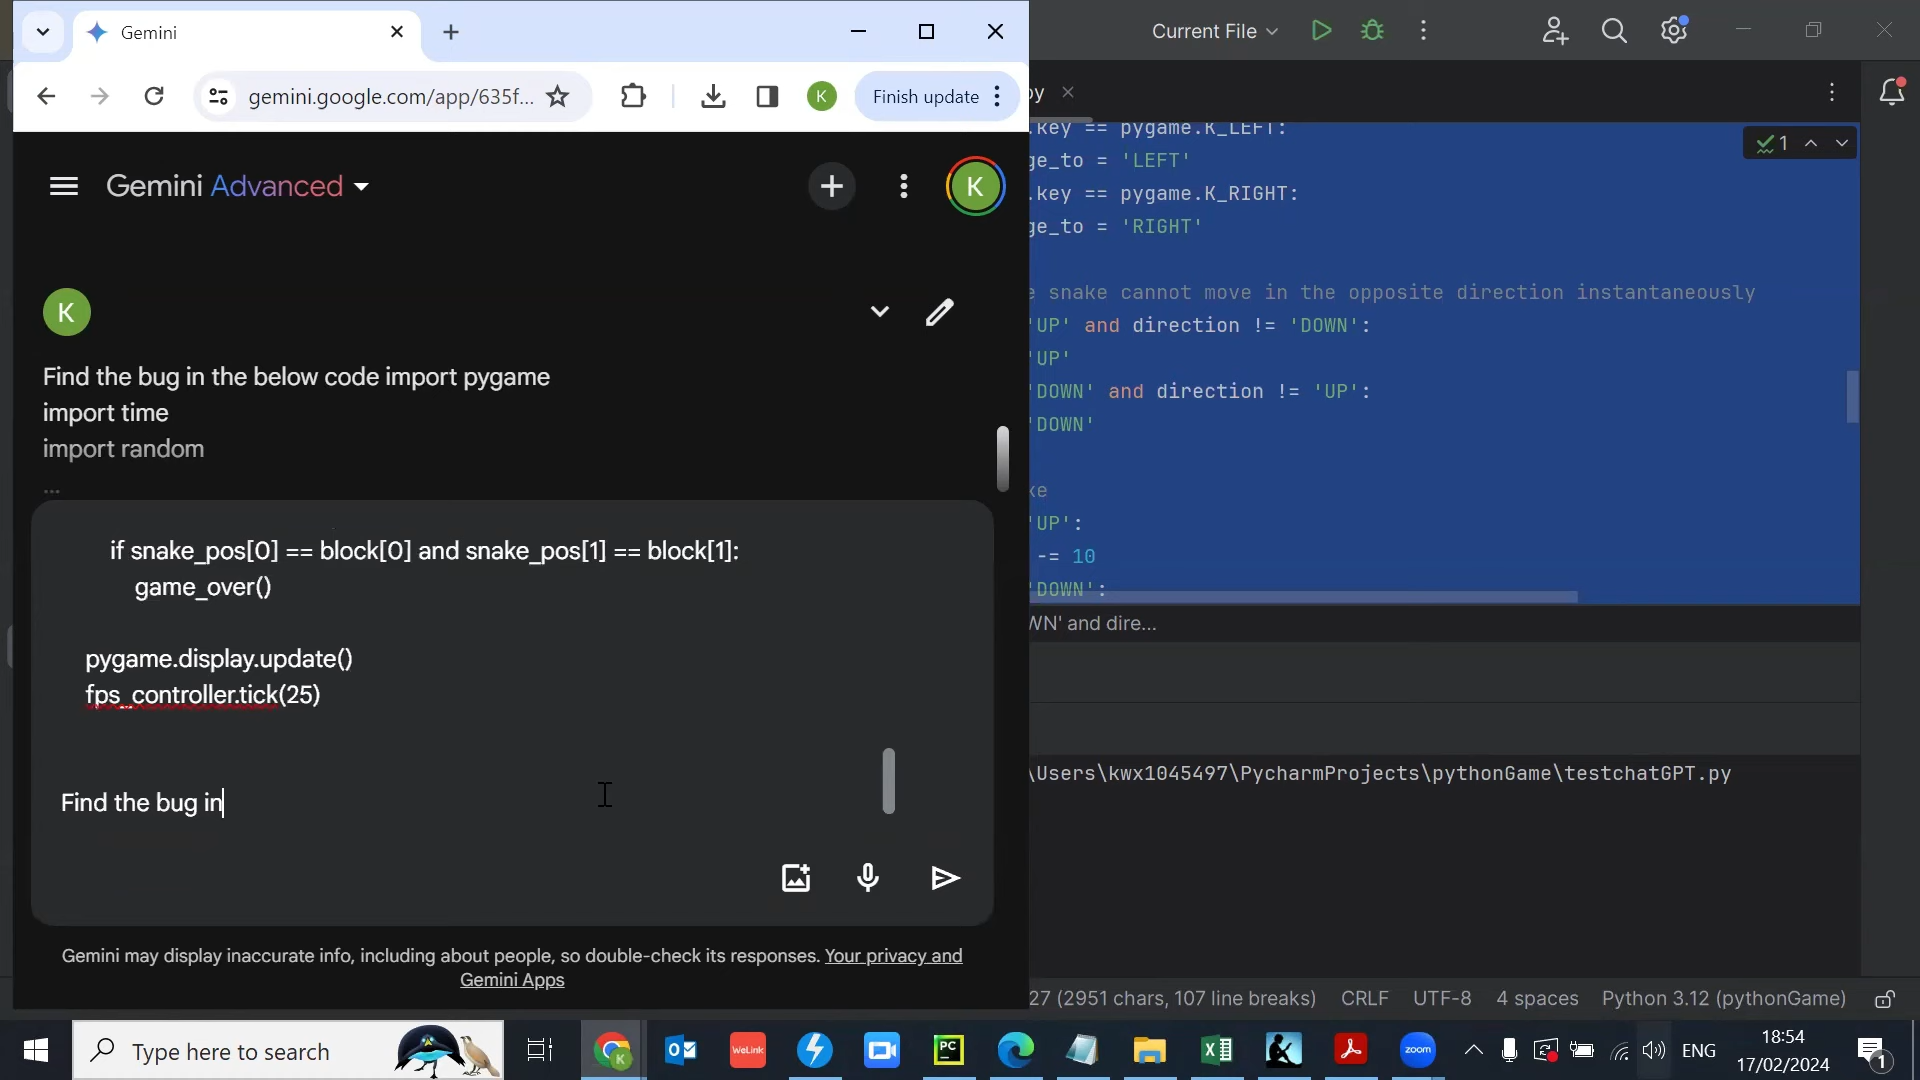 Gemini
Current File
gemini.google.com/app/635f...
K
Finish update
py
.key == pygame.K_LEFT:
ge_to = 'LEFT'
.key == pygame.K_RIGHT:
ge_to = 'RIGHT'
1
Gemini Advanced
K
e snake cannot move in the opposite direction instantaneously
'UP' and direction != 'DOWN':
'UP'
'DOWN' and direction != 'UP':
'DOWN'
ke
'UP':
-= 10
'DOWN':
WN' and dire...
K
Find the bug in the below code import pygame
import time
import random
...
if snake_pos[0] == block[0] and snake_pos[1] == block[1]:
game_over()
pygame.display.update()
fps_controller.tick(25)
Find the bug in
\Users\kwx1045497\PycharmProjects\pythonGame\testchatGPT.py
Gemini may display inaccurate info, including about people, so double-check its responses. Your privacy and
Gemini Apps
27 (2951 chars, 107 line breaks) CRLF UTF-8 4 spaces Python 3.12 (pythonGame)
Type here to search
K
WeLink
PC
zoom
ENG
18:54
17/02/2024
1